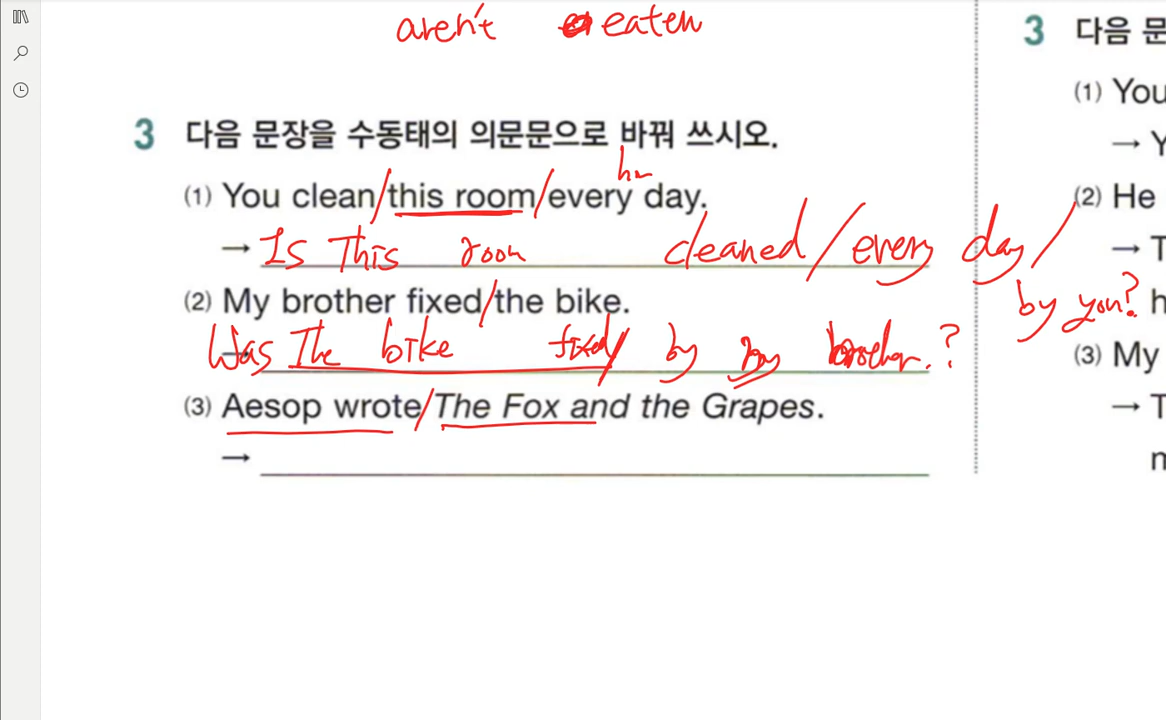 aren't eaten
3 다음 문장을 수동태의 의문문으로 바꿔 쓰시오.
(1) You clean/this room/every day.
→ Is This room cleaned/every day/
by you?
(2) My brother fixed/the bike.
Was The bike fixed/ by my brother.?
(3) Aesop wrote/The Fox and the Grapes.
→
3 다음 문
(1) You
→ Y
(2) He
→ T
h
(3) My
→ T
m